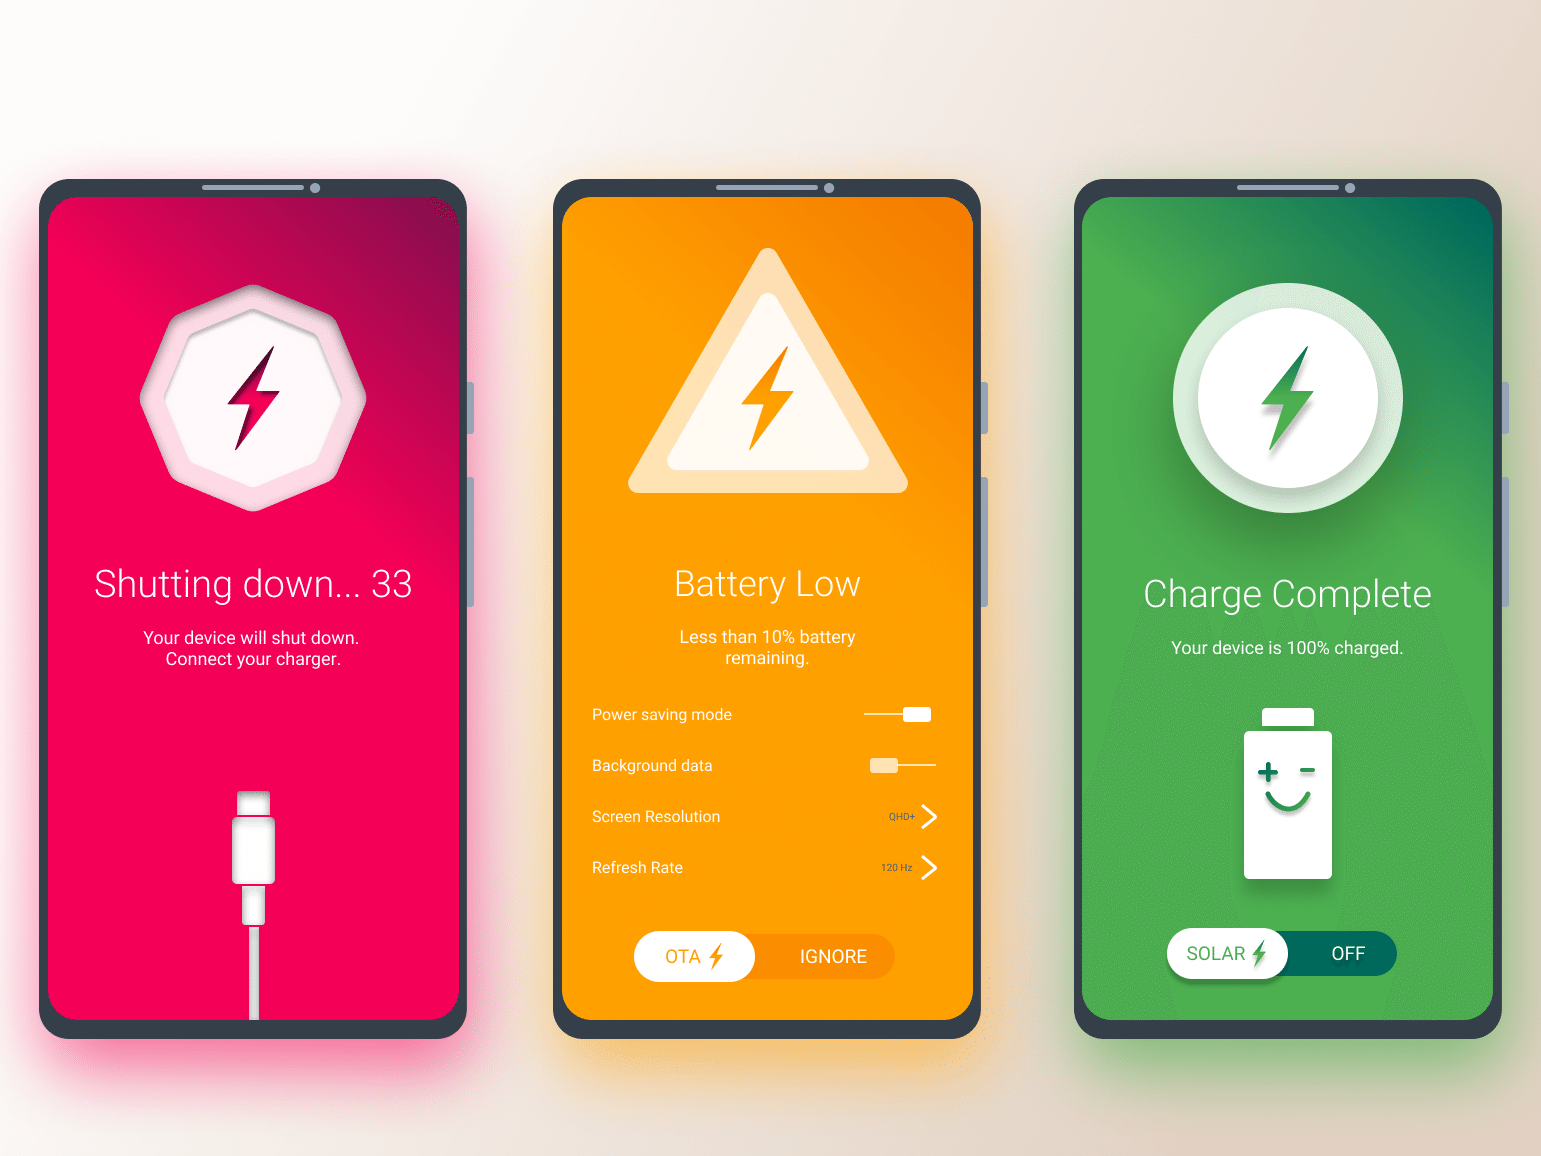 Shutting down... 33
Your device will shut down.
Connect your charger.
Battery Low
Less than 10% battery
remaining.
Power saving mode
Background data
Screen Resolution QHD+
Refresh Rate 120 Hz
OTA IGNORE
Charge Complete
Your device is 100% charged.
SOLAR OFF